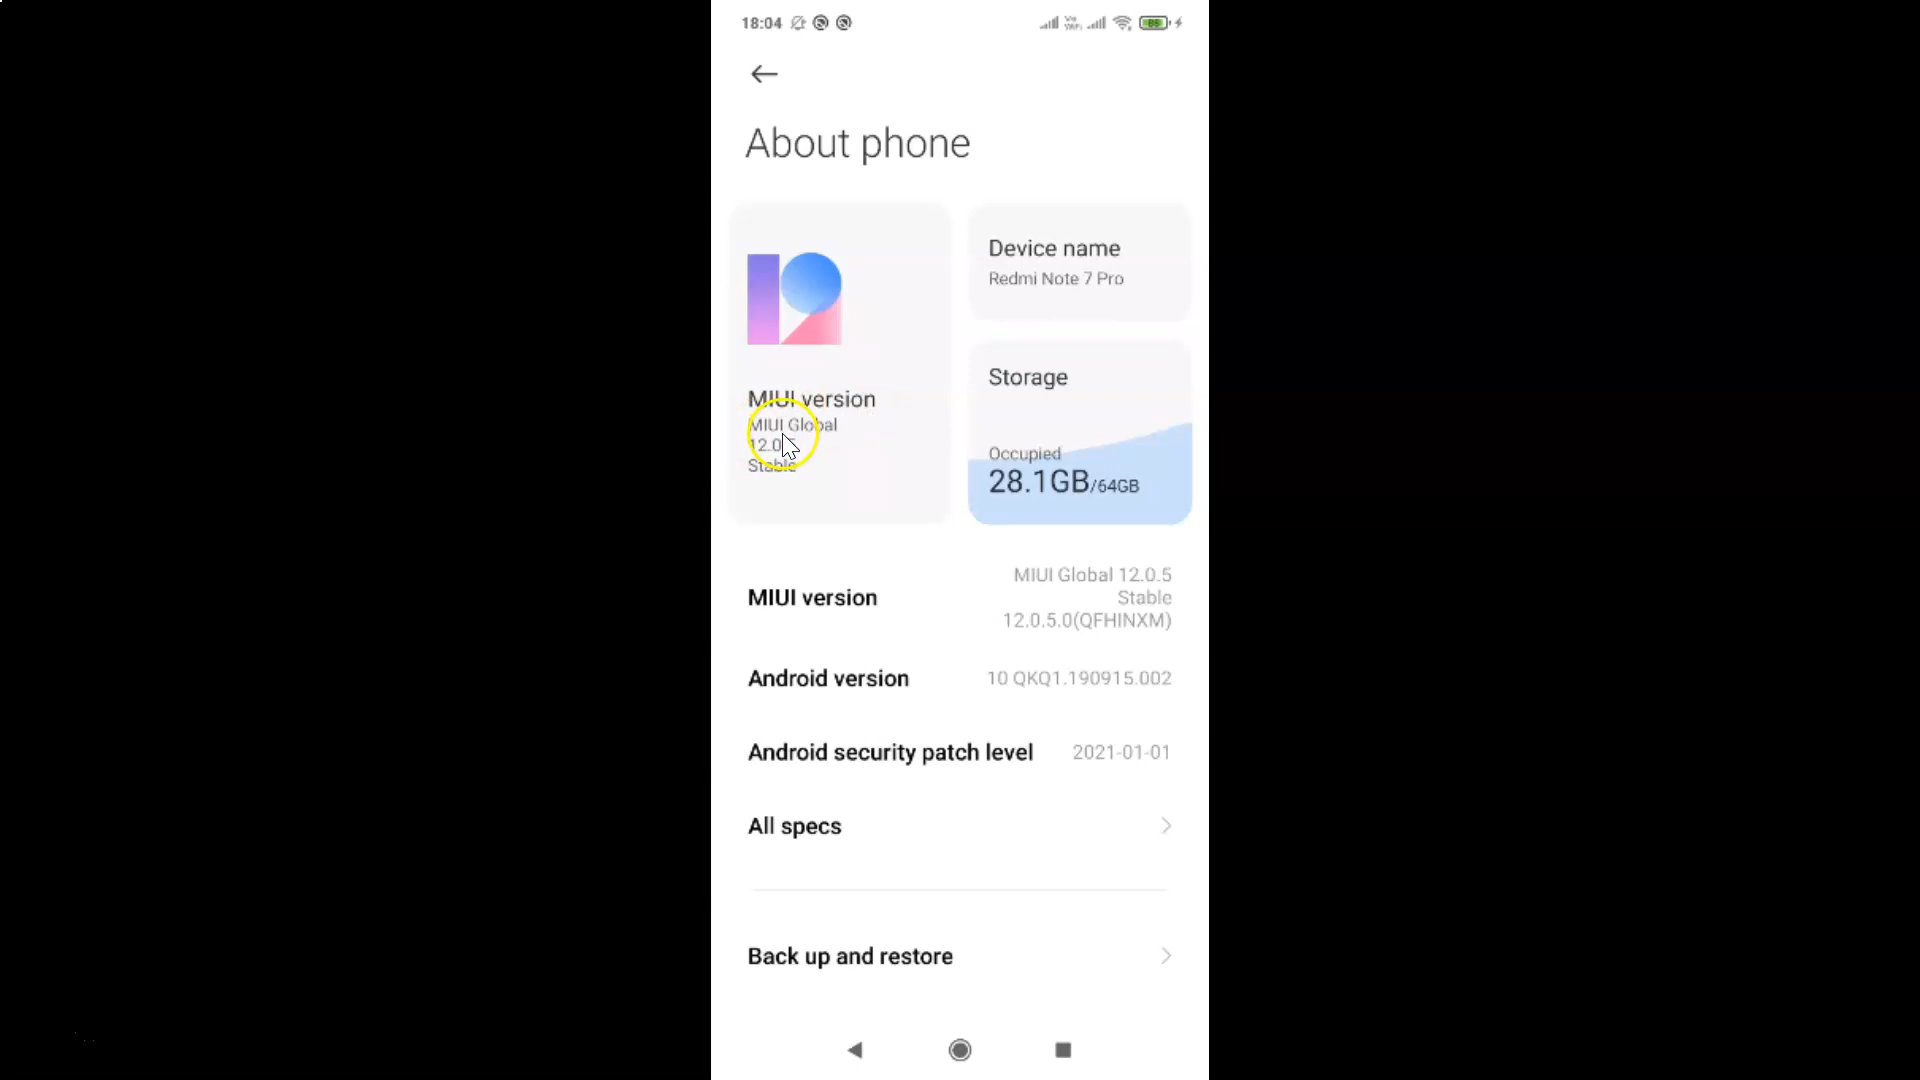 18:04
About phone
Device name
Redmi Note 7 Pro
MIUI version
MIUI Global
12.0.5
Stable
Storage
Occupied
28.1GB/64GB
MIUI version
MIUI Global 12.0.5
Stable
12.0.5.0(QFHINXM)
Android version
10 QKQ1.190915.002
Android security patch level
2021-01-01
All specs
Back up and restore